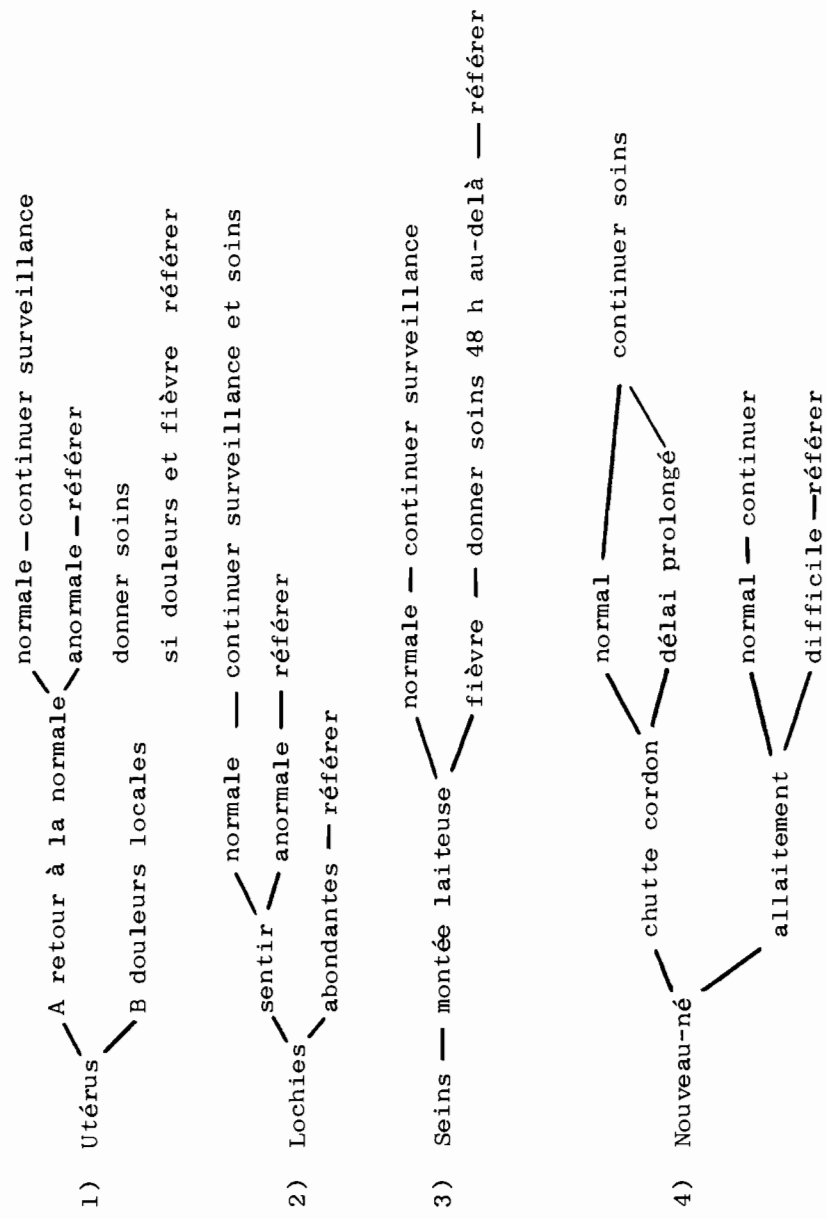 normale — continuer surveillance
1) Utérus A retour à la normale
anormale — référer
donner soins
B douleurs locales
si douleurs et fièvre référer
normale — continuer surveillance et soins
sentir
2) Lochies anormale — référer
abondantes — référer
normale — continuer surveillance
3) Seins — montée laiteuse
fièvre — donner soins 48 h au-delà — référer
normal
continuer soins
chutte cordon
délai prolongé
4) Nouveau-né
normal — continuer
allaitement
difficile — référer